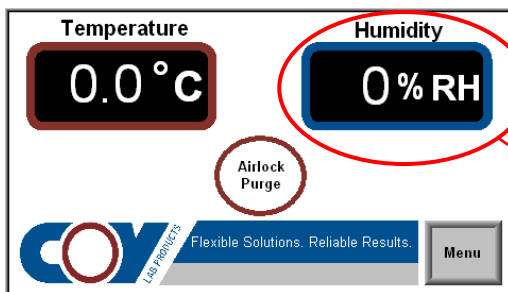 Temperature
Humidity
0.0°C
0% RH
Airlock
Purge
COY
LAB PRODUCTS
Flexible Solutions. Reliable Results.
Menu